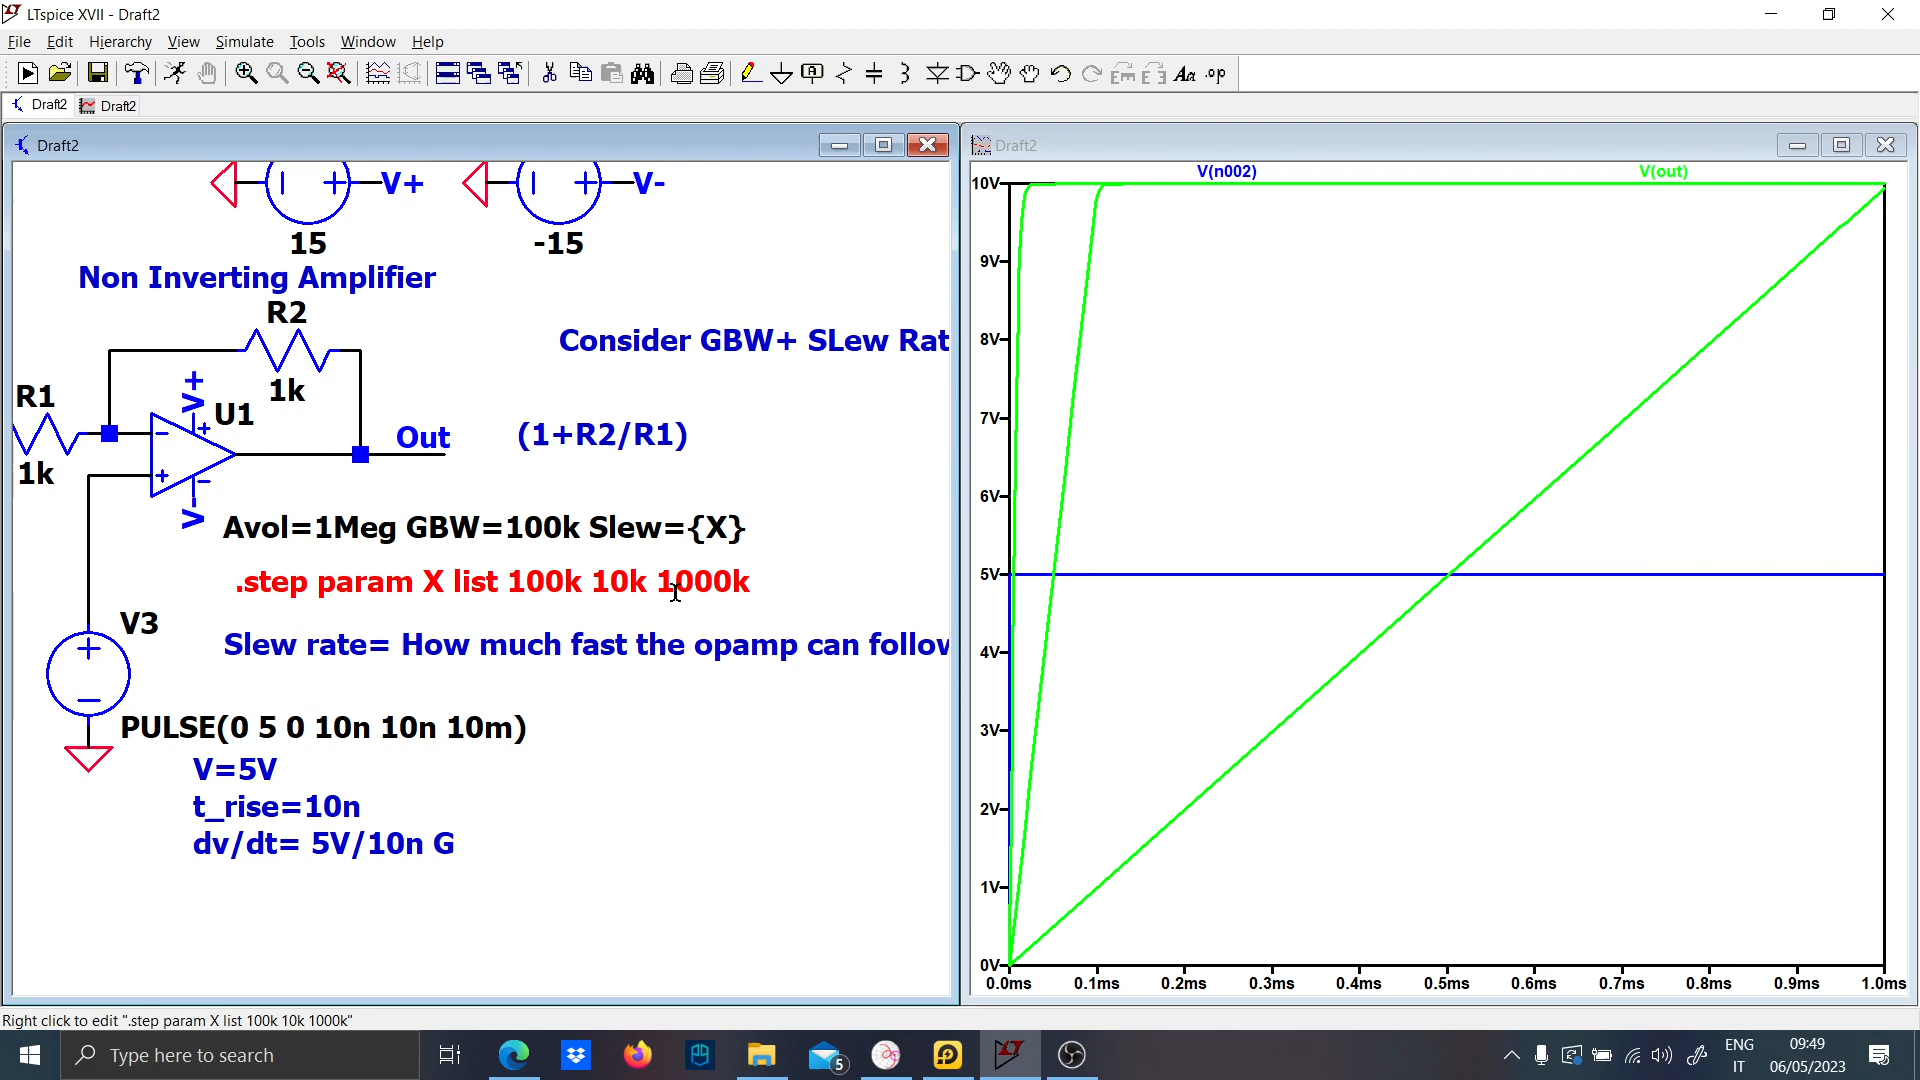 LTspice XVII - Draft2
File Edit Hierarchy View Simulate Tools Window Help
Draft2 Draft2
Draft2
V+ V-
15 -15
Non Inverting Amplifier
R2
1k
Consider GBW+ SLew Rat
R1
1k
V+
U1
V-
Out
(1+R2/R1)
Avol=1Meg GBW=100k Slew={X}
.step param X list 100k 10k 1000k
Slew rate= How much fast the opamp can follow
V3
PULSE(0 5 0 10n 10n 10m)
V=5V
t_rise=10n
dv/dt= 5V/10n G
Draft2
V(n002) V(out)
10V
9V
8V
7V
6V
5V
4V
3V
2V
1V
0V
0.0ms 0.1ms 0.2ms 0.3ms 0.4ms 0.5ms 0.6ms 0.7ms 0.8ms 0.9ms 1.0ms
Right click to edit ".step param X list 100k 10k 1000k"
Type here to search
5
ENG
IT
09:49
06/05/2023